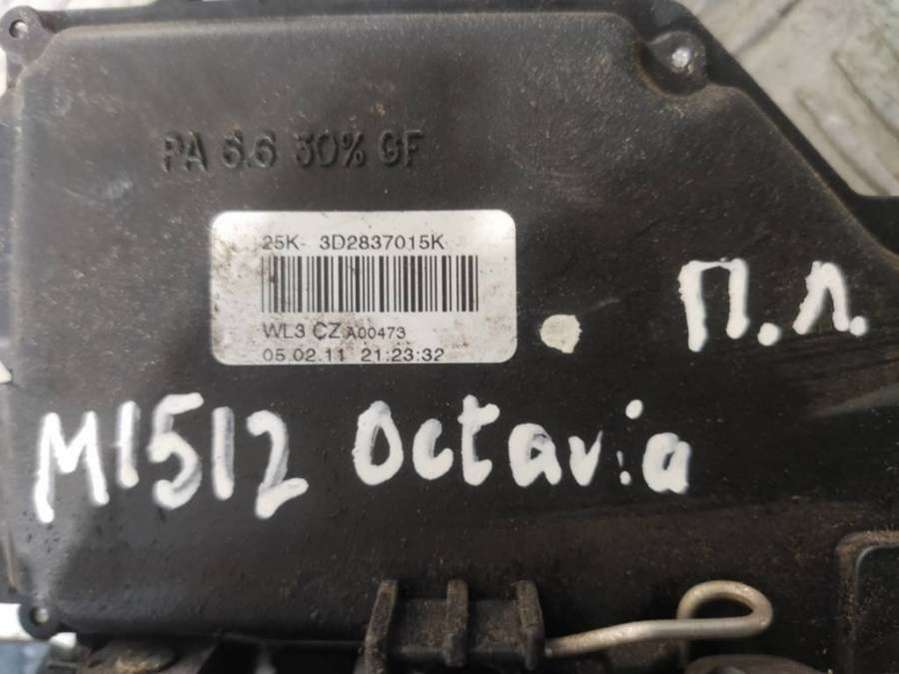 PA 6.6 30% GF
25K- 3D2837015K
WL3 CZ A00473
05.02.11 21:23:32
П.Л.
M1512 Octavia